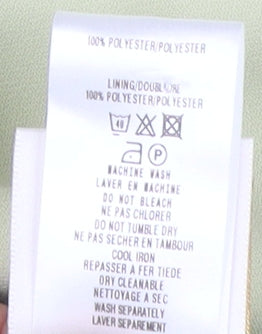 100% POLYESTER/POLYESTER
LINING/DOUBLURE
100% POLYESTER/POLYESTER
40
P
MACHINE WASH
LAVER EN MACHINE
DO NOT BLEACH
NE PAS CHLORER
DO NOT TUMBLE DRY
NE PAS SECHER EN TAMBOUR
COOL IRON
REPASSER A FER TIEDE
DRY CLEANABLE
NETTOYAGE A SEC
WASH SEPARATELY
LAVER SEPAREMENT